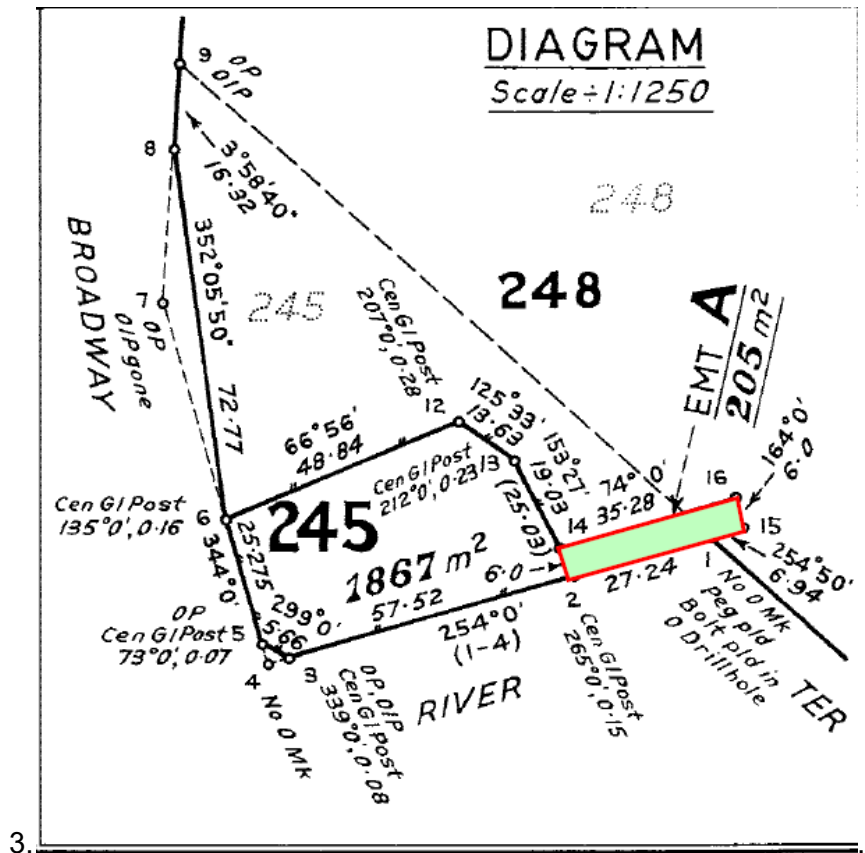 DIAGRAM
Scale ÷ 1:1250
9
OP
OIP
8
3°58'40"
16·32
248
248
BROADWAY
352°05'50"
72·77
245
7
OP
OIP gone
Cen GI Post
207°0', 0·28
EMT A
205 m²
12
125°33'
13·63
153°27'
19·03
(25·03)
13
66°56'
48·84
Cen GI Post
212°0', 0·23
74°0'
35·28
16
164°0'
6·0
15
14
6
Cen GI Post
135°0', 0·16
245
1867 m²
344°0'
25·275
6·0
299°0'
5·66
57·52
254°0'
(1-4)
27·24
2
1
254°50'
6·94
OP
Cen GI Post
73°0', 0·07
5
4
3
No O Mk
OP, OIP
Cen GI Post
339°0', 0·08
RIVER
TER
Cen GI Post
265°0', 0·15
No O Mk
peg pld
Bolt pld in
O Drillhole
3.